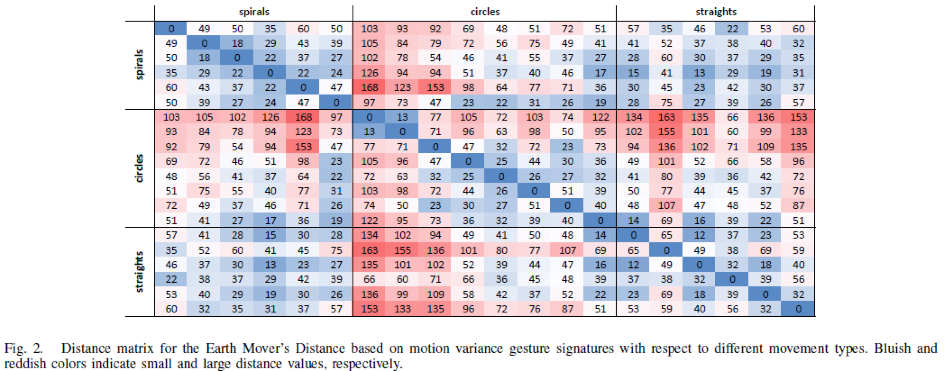 spirals circles straights
spirals
0 49 50 35 60 50 103 93 92 69 48 51 72 51 57 35 46 22 53 60
49 0 18 29 43 39 105 84 79 72 56 75 49 41 41 52 37 38 40 32
50 18 0 22 37 27 102 78 54 46 41 55 37 27 28 60 30 37 29 35
35 29 22 0 22 24 126 94 94 51 37 40 46 17 15 41 13 29 19 31
60 43 37 22 0 47 168 123 153 98 64 77 71 36 30 45 23 42 30 37
50 39 27 24 47 0 97 73 47 23 22 31 26 19 28 75 27 39 26 57
circles
103 105 102 126 168 97 0 13 77 105 72 103 74 122 134 163 135 66 136 153
93 84 78 94 123 73 13 0 71 96 63 98 50 95 102 155 101 60 99 133
92 79 54 94 153 47 77 71 0 47 32 72 23 73 94 136 102 71 109 135
69 72 46 51 98 23 105 96 47 0 25 44 30 36 49 101 52 66 58 96
48 56 41 37 64 22 72 63 32 25 0 26 27 32 41 80 39 36 42 72
51 75 55 40 77 31 103 98 72 44 26 0 51 39 50 77 44 45 37 76
72 49 37 46 71 26 74 50 23 30 27 51 0 40 48 107 47 48 52 87
51 41 27 17 36 19 122 95 73 36 32 39 40 0 14 69 16 39 22 51
straights
57 41 28 15 30 28 134 102 94 49 41 50 48 14 0 65 12 37 23 53
35 52 60 41 45 75 163 155 136 101 80 77 107 69 65 0 49 38 69 59
46 37 30 13 23 27 135 101 102 52 39 44 47 16 12 49 0 32 18 40
22 38 37 29 42 39 66 60 71 66 36 45 48 39 37 38 32 0 39 56
53 40 29 19 30 26 136 99 109 58 42 37 52 22 23 69 18 39 0 32
60 32 35 31 37 57 153 133 135 96 72 76 87 51 53 59 40 56 32 0
Fig. 2. Distance matrix for the Earth Mover's Distance based on motion variance gesture signatures with respect to different movement types. Bluish and
reddish colors indicate small and large distance values, respectively.